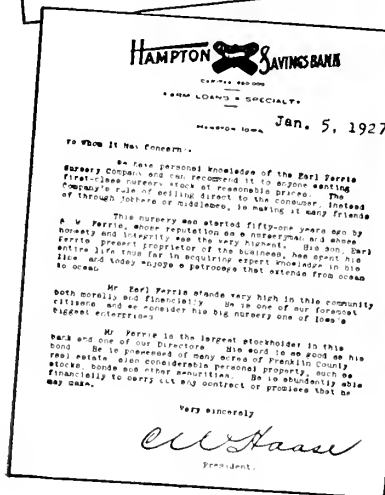 HAMPTON SAVINGS BANK
FARM LOANS A SPECIALTY
HAMPTON IOWA
Jan. 5, 1927
To Whom It May Concern:
We have personal knowledge of the Earl Ferris
Nursery Company and can recommend it to anyone wanting
first-class nursery stock at reasonable prices. The
Company's rule of selling direct to the consumer, instead
of through jobbers or middlemen, is making it many friends
This nursery was started fifty-one years ago by
A. W. Ferris, whose reputation as a nurseryman and whose
honesty and integrity was the very highest. His son, Earl
Ferris present proprietor of the business, has spent his
entire life thus far in acquiring expert knowledge in his
line and today enjoys a patronage that extends from ocean
to ocean
Mr Earl Ferris stands very high in this community
both morally and financially. He is one of our foremost
citizens and we consider his big nursery one of Iowa's
biggest enterprises
Mr Ferris is the largest stockholder in this
bank and one of our Directors. His word is as good as his
bond He is possessed of many acres of Franklin County
real estate also considerable personal property, such as
stocks, bonds and other securities. He is abundantly able
financially to carry out any contract or promises that he
may make.
Very sincerely
C W Haase
President.